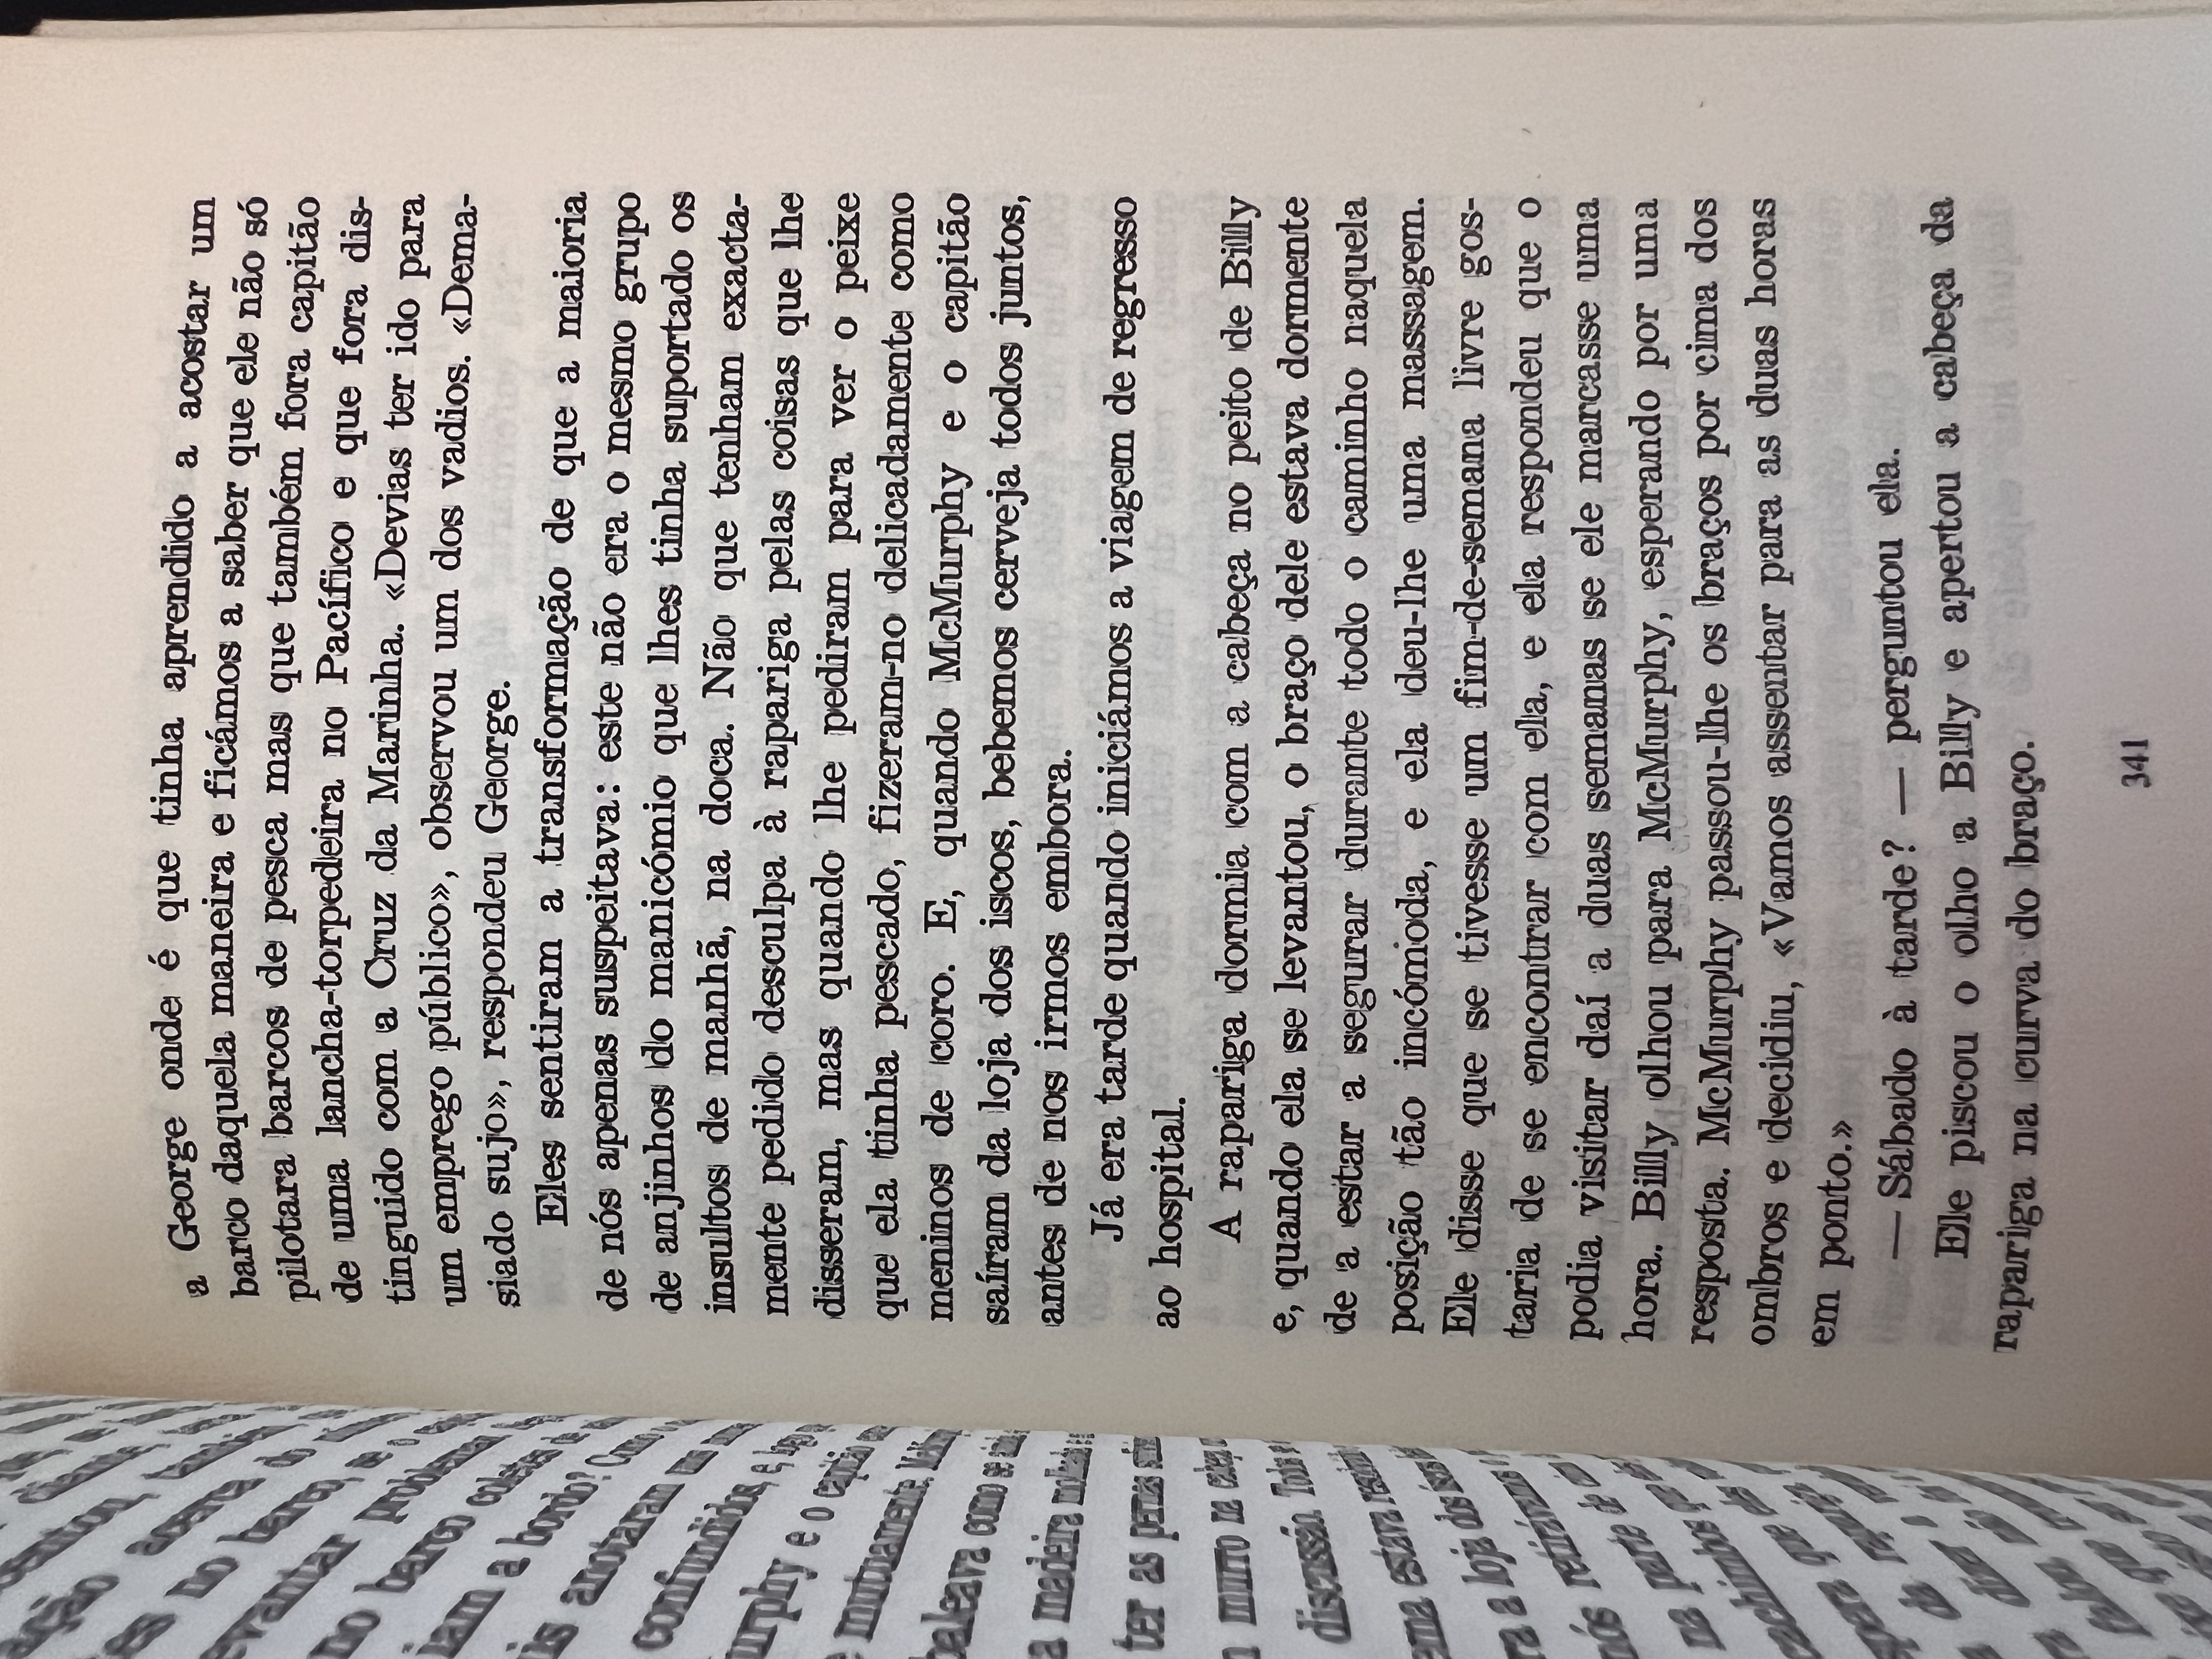 a George onde é que tinha aprendido a acostar um
barco daquela maneira e ficámos a saber que ele não só
pilotara barcos de pesca mas que também fora capitão
de uma lancha-torpedeira no Pacífico e que fora dis-
tinguido com a Cruz da Marinha. «Devias ter ido para
um emprego público», observou um dos vadios. «Dema-
siado sujo», respondeu George.
Eles sentiram a transformação de que a maioria
de nós apenas suspeitava: este não era o mesmo grupo
de anjinhos do manicómio que lhes tinha suportado os
insultos de manhã, na doca. Não que tenham exacta-
mente pedido desculpa à rapariga pelas coisas que lhe
disseram, mas quando lhe pediram para ver o peixe
que ela tinha pescado, fizeram-no delicadamente como
meninos de coro. E, quando McMurphy e o capitão
saíram da loja dos iscos, bebemos cerveja todos juntos,
antes de nos irmos embora.
Já era tarde quando iniciámos a viagem de regresso
ao hospital.
A rapariga dormia com a cabeça no peito de Billy
e, quando ela se levantou, o braço dele estava dormente
de a estar a segurar durante todo o caminho naquela
posição tão incómoda, e ela deu-lhe uma massagem.
Ele disse que se tivesse um fim-de-semana livre gos-
taria de se encontrar com ela, e ela respondeu que o
podia visitar daí a duas semanas se ele marcasse uma
hora. Billy olhou para McMurphy, esperando por uma
resposta. McMurphy passou-lhe os braços por cima dos
ombros e decidiu, «Vamos assentar para as duas horas
em ponto.»
— Sábado à tarde? — perguntou ela.
Ele piscou o olho a Billy e apertou a cabeça da
rapariga na curva do braço.
341